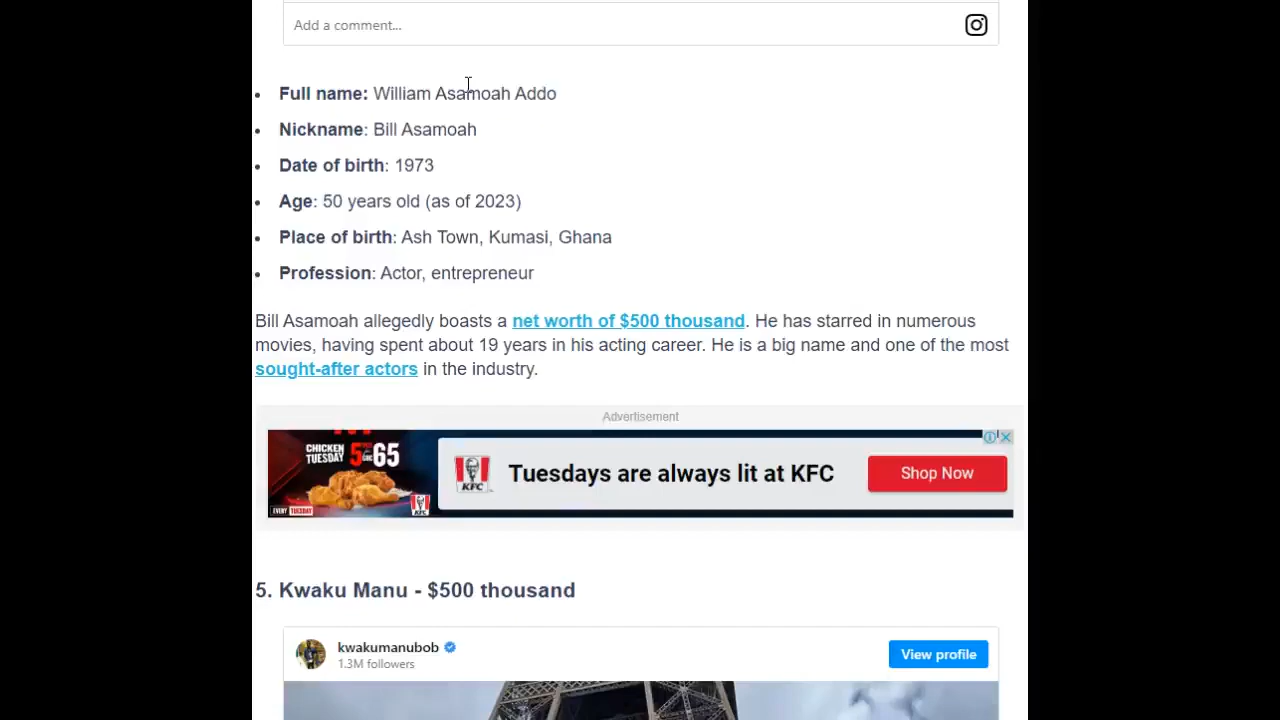 Add a comment...
Full name: William Asamoah Addo
Nickname: Bill Asamoah
Date of birth: 1973
Age: 50 years old (as of 2023)
Place of birth: Ash Town, Kumasi, Ghana
Profession: Actor, entrepreneur
Bill Asamoah allegedly boasts a net worth of $500 thousand. He has starred in numerous
movies, having spent about 19 years in his acting career. He is a big name and one of the most
sought-after actors in the industry.
Advertisement
CHICKEN
TUESDAY
65
Tuesdays are always lit at KFC
KFC
Shop Now
EVERY TUESDAY
KFC
5. Kwaku Manu - $500 thousand
kwakumanubob
1.3M followers
View profile